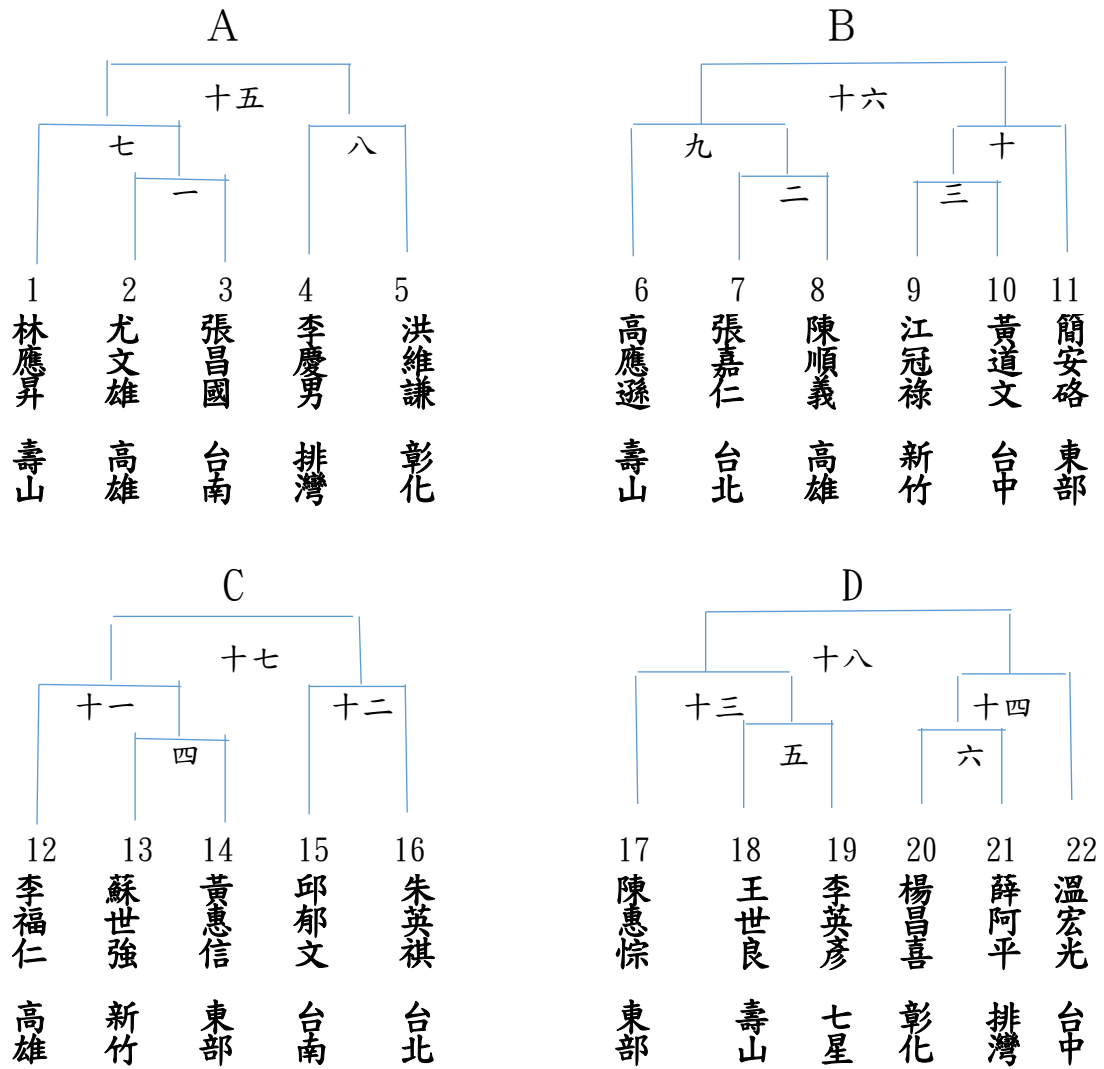 A
十五
七
八
一
1
2
3
4
5
林應昇 壽山
尤文雄 高雄
張昌國 台南
李慶男 排灣
洪維謙 彰化
B
十六
九
十
二
三
6
7
8
9
10
11
高應遜 壽山
張嘉仁 台北
陳順義 高雄
江冠祿 新竹
黃道文 台中
簡安硌 東部
C
十七
十一
十二
四
12
13
14
15
16
李福仁 高雄
蘇世強 新竹
黃惠信 東部
邱郁文 台南
朱英祺 台北
D
十八
十三
十四
五
六
17
18
19
20
21
22
陳惠悰 東部
王世良 壽山
李英彥 七星
楊昌喜 彰化
薛阿平 排灣
溫宏光 台中